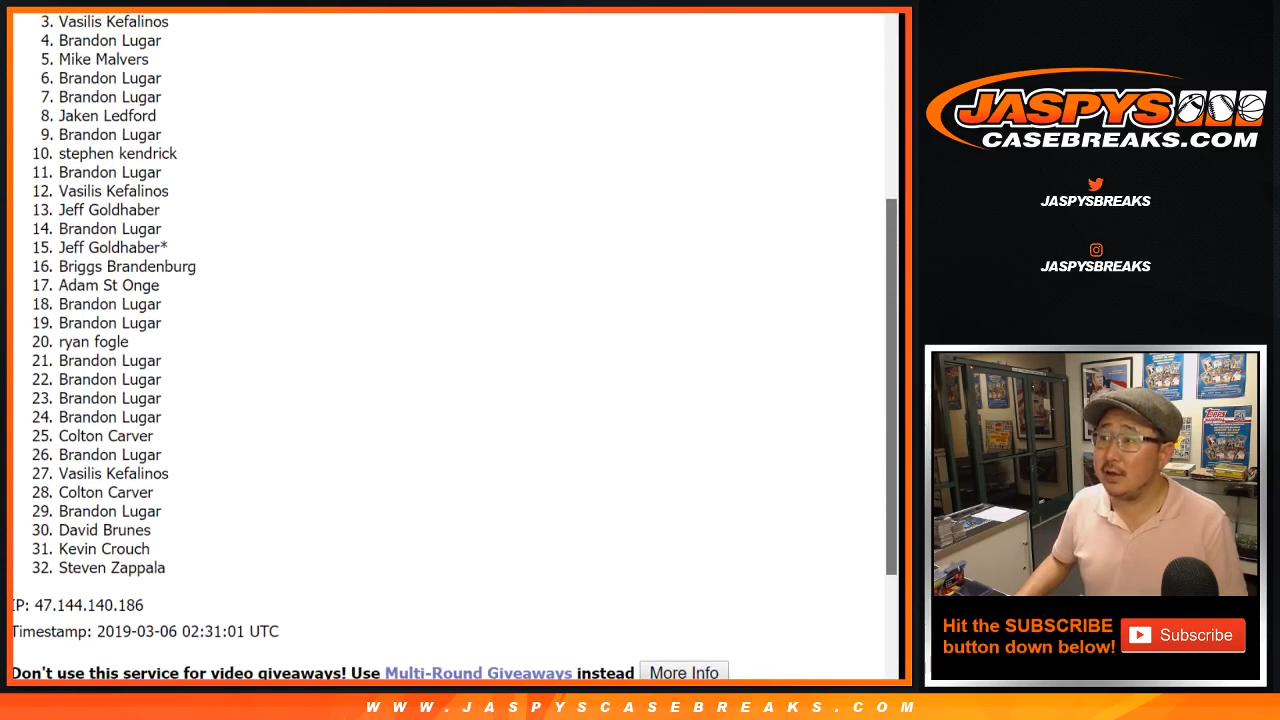 3. Vasilis Kefalinos
4. Brandon Lugar
5. Mike Malvers
6. Brandon Lugar
7. Brandon Lugar
8. Jaken Ledford
9. Brandon Lugar
10. stephen kendrick
11. Brandon Lugar
12. Vasilis Kefalinos
13. Jeff Goldhaber
14. Brandon Lugar
15. Jeff Goldhaber*
16. Briggs Brandenburg
17. Adam St Onge
18. Brandon Lugar
19. Brandon Lugar
20. ryan fogle
21. Brandon Lugar
22. Brandon Lugar
23. Brandon Lugar
24. Brandon Lugar
25. Colton Carver
26. Brandon Lugar
27. Vasilis Kefalinos
28. Colton Carver
29. Brandon Lugar
30. David Brunes
31. Kevin Crouch
32. Steven Zappala
IP: 47.144.140.186
Timestamp: 2019-03-06 02:31:01 UTC
Don't use this service for video giveaways! Use Multi-Round Giveaways instead More Info
JASPYS
CASEBREAKS.COM
JASPYSBREAKS
JASPYSBREAKS
Topps
Hit the SUBSCRIBE
button down below!
Subscribe
WWW.JASPYSCASEBREAKS.COM